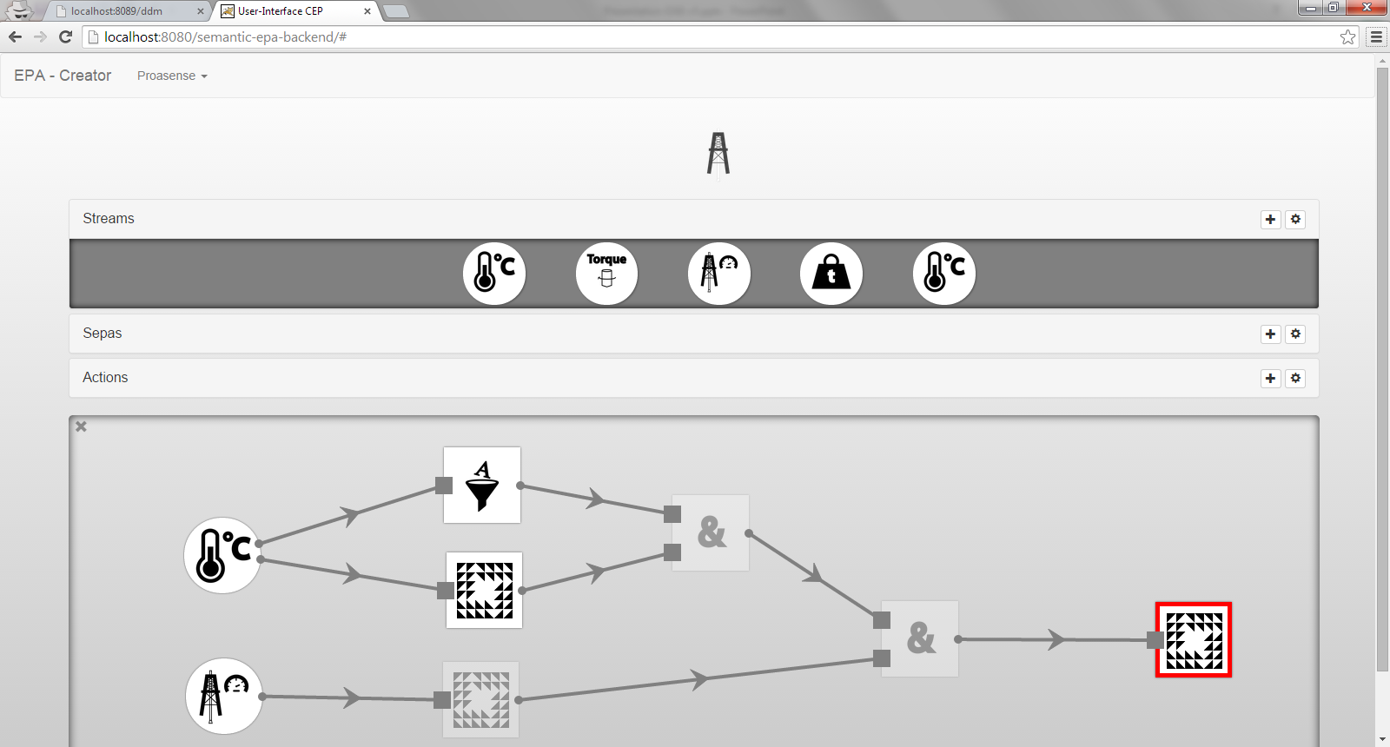 localhost:8089/ddm
User-Interface CEP
localhost:8080/semantic-epa-backend/#
EPA - Creator
Proasense
Streams
°C
Torque
t
°C
Sepas
Actions
A
&
°C
&